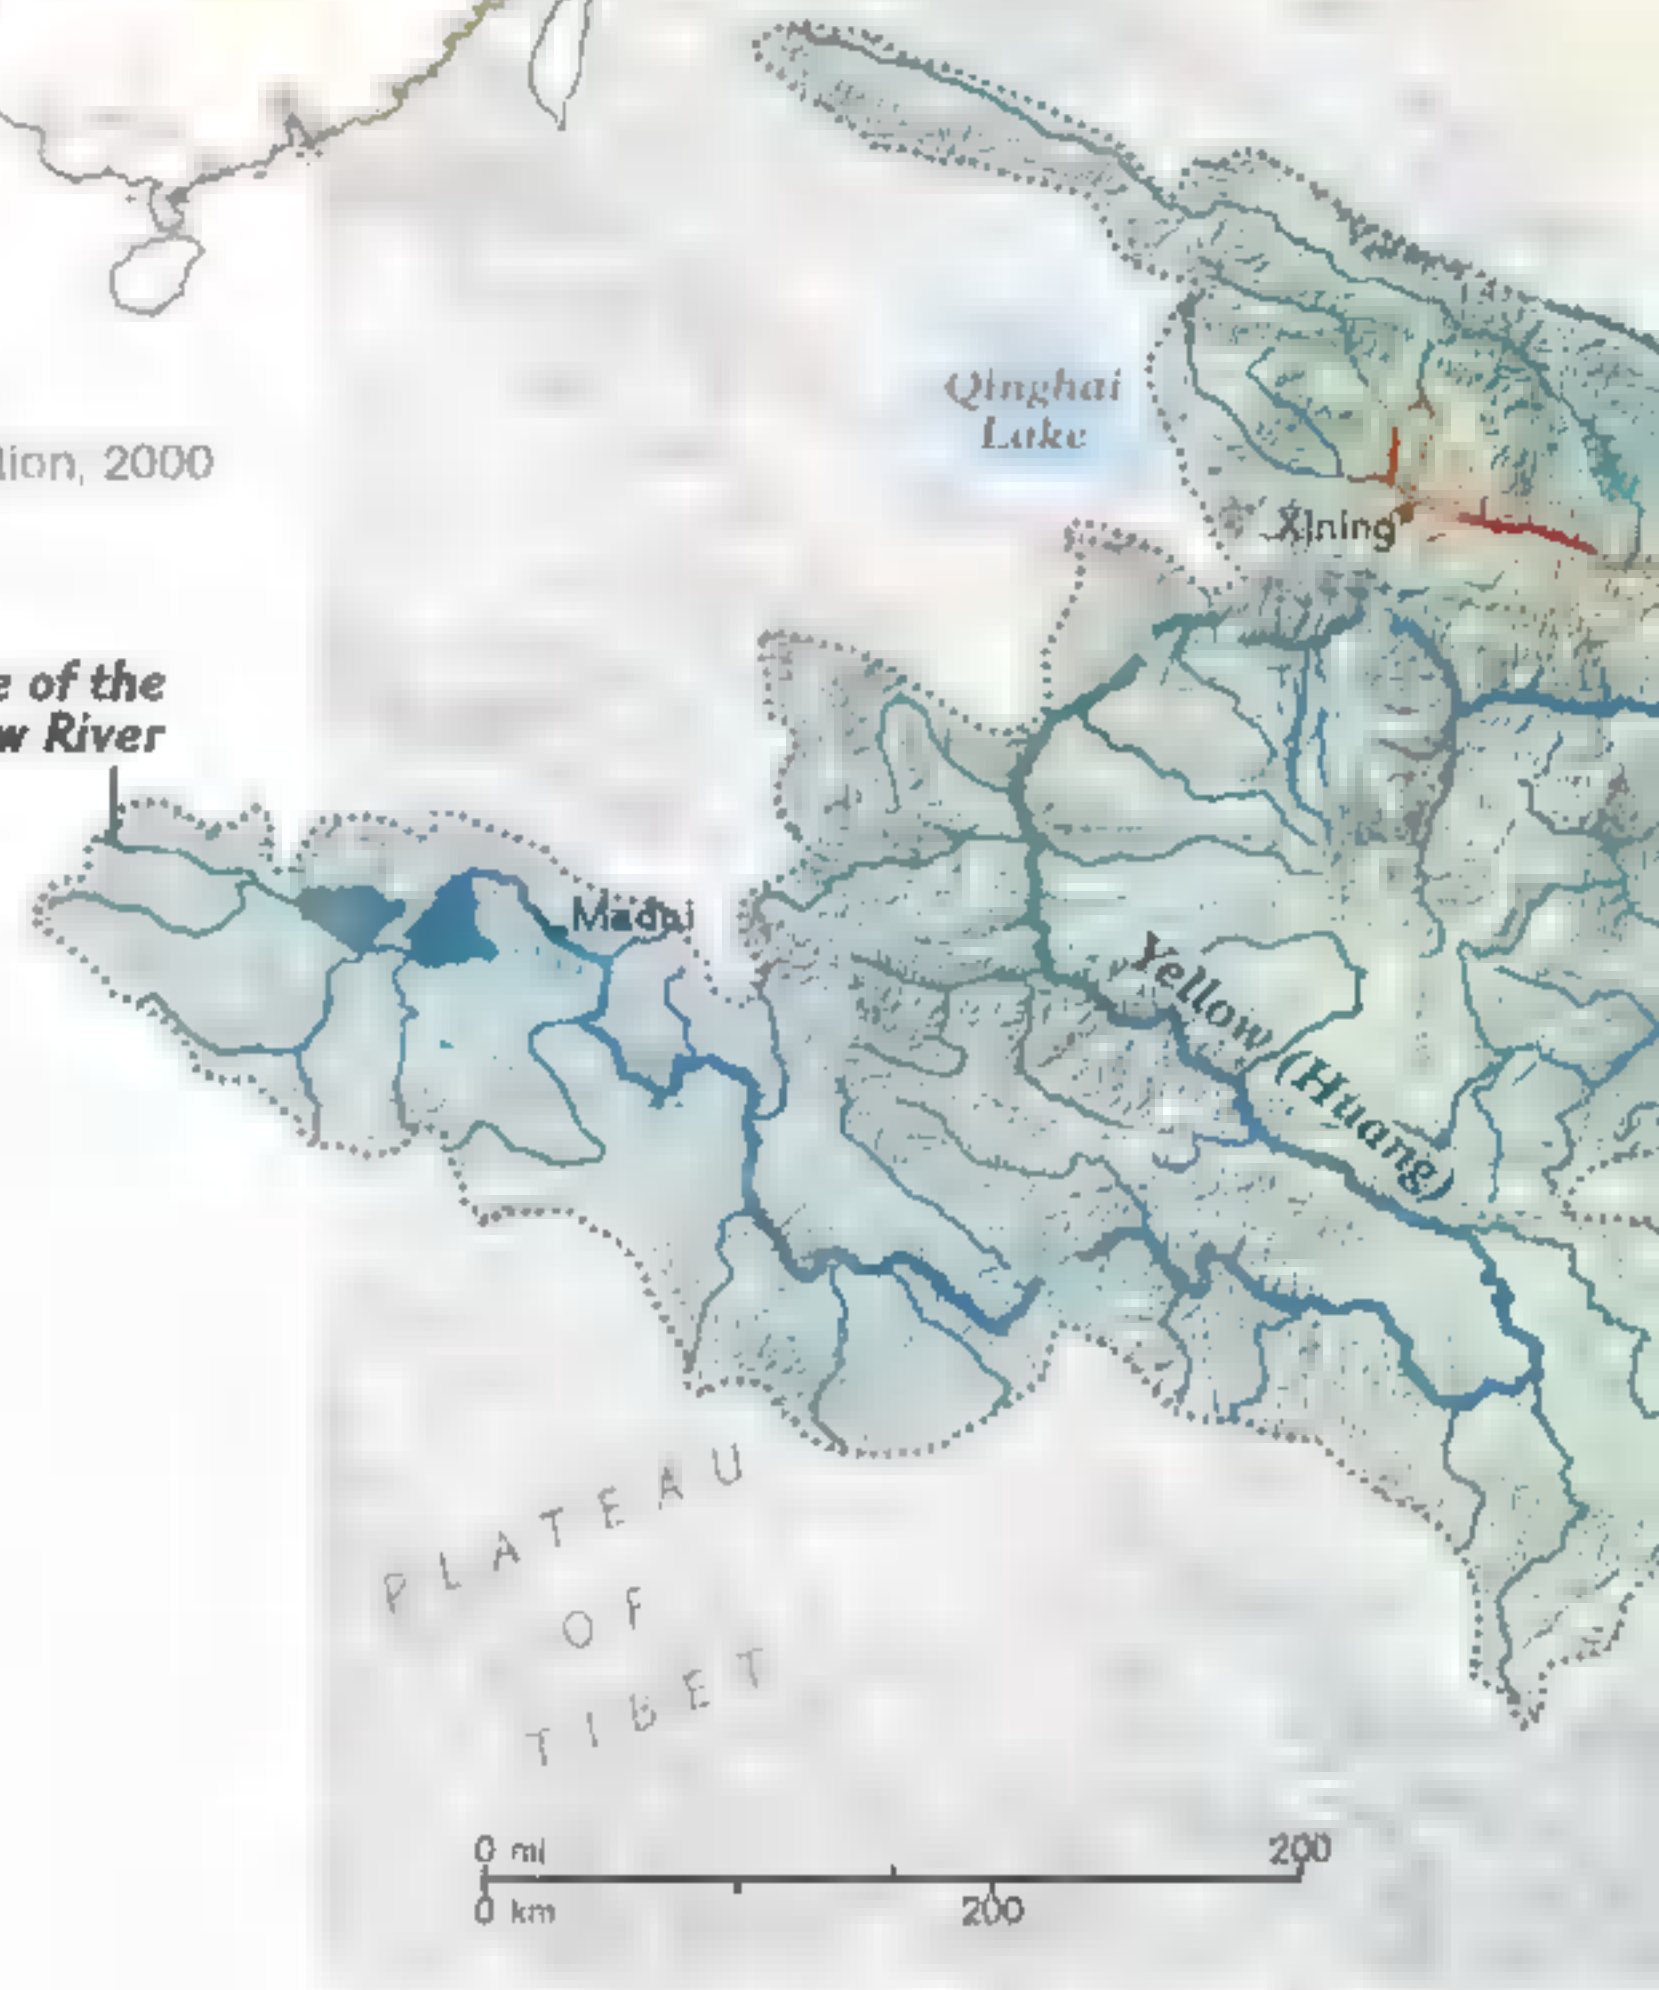 lion, 2000
Qinghai
Lake
Xining
e of the
w River
Madoi
Yellow (Huang)
PLATEAU
OF
TIBET
0 mi 200
0 km 200